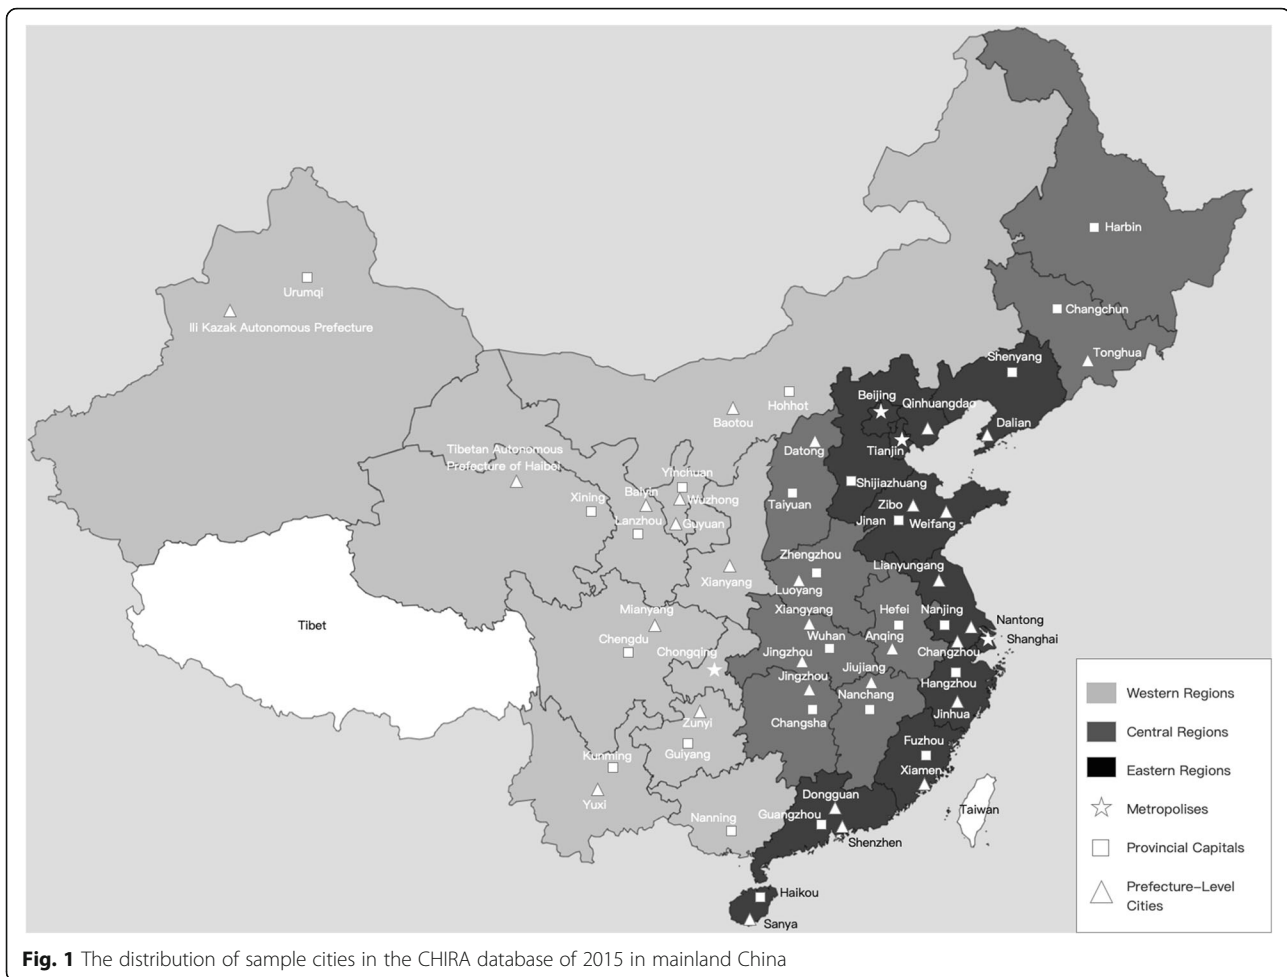 Harbin
Urumqi
Changchun
Ili Kazak Autonomous Prefecture
Tonghua
Shenyang
Beijing
Qinhuangdao
Hohhot
Baotou
Dalian
Datong
Tianjin
Tibetan Autonomous
Prefecture of Haibei
Yinchuan
Shijiazhuang
Baiyin
Wuzhong
Xining
Taiyuan
Zibo
Lanzhou
Guyuan
Jinan
Weifang
Zhengzhou
Lianyungang
Xianyang
Luoyang
Mianyang
Xiangyang
Hefei
Nanjing
Nantong
Tibet
Wuhan
Anqing
Shanghai
Chengdu
Chongqing
Jingzhou
Changzhou
Jiujiang
Jingzhou
Hangzhou
Nanchang
Zunyi
Changsha
Jinhua
Guiyang
Fuzhou
Kunming
Xiamen
Yuxi
Dongguan
Nanning
Guangzhou
Taiwan
Shenzhen
Haikou
Sanya
Western Regions
Central Regions
Eastern Regions
Metropolises
Provincial Capitals
Prefecture-Level
Cities
Fig. 1 The distribution of sample cities in the CHIRA database of 2015 in mainland China